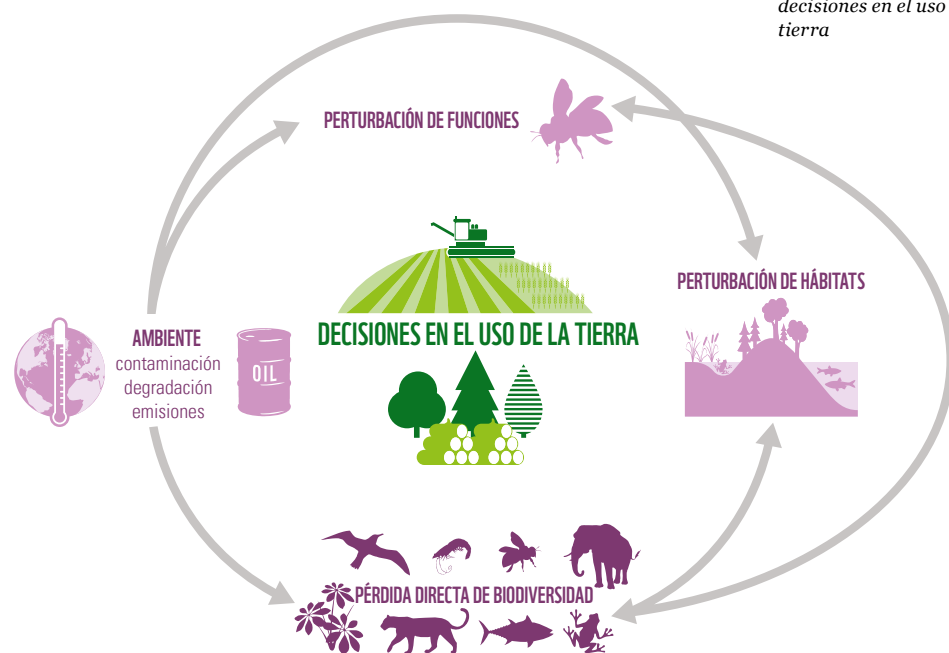 decisiones en el uso
tierra
PERTURBACIÓN DE FUNCIONES
PERTURBACIÓN DE HÁBITATS
DECISIONES EN EL USO DE LA TIERRA
AMBIENTE
contaminación
degradación
emisiones
OIL
PÉRDIDA DIRECTA DE BIODIVERSIDAD